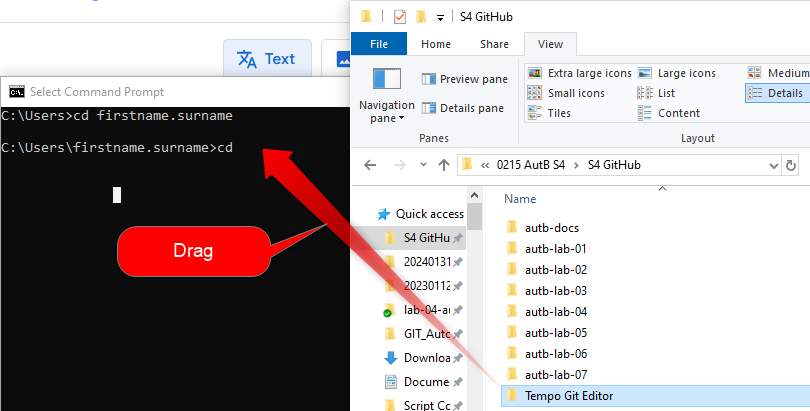 S4 GitHub
File Home Share View
Text
Preview pane
Details pane
Navigation
pane
Panes
Extra large icons Large icons Medium
Small icons List Details
Tiles Content
Layout
Select Command Prompt
C:\Users>cd firstname.surname
C:\Users\firstname.surname>cd
Drag
« 0215 AutB S4 > S4 GitHub
Quick access
S4 GitHu
20240131
20230112
lab-04-au
GIT_Auto
Downloa
Docume
Script Co
Name
autb-docs
autb-lab-01
autb-lab-02
autb-lab-03
autb-lab-04
autb-lab-05
autb-lab-06
autb-lab-07
Tempo Git Editor